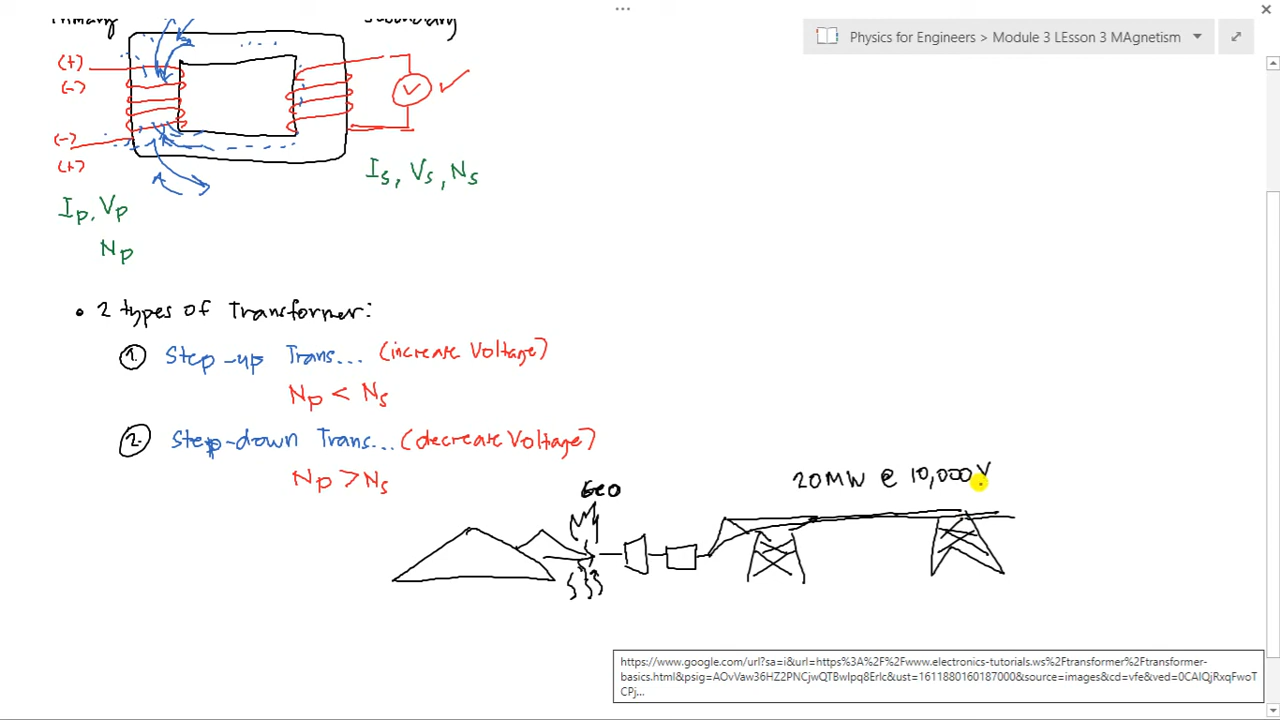 Primary Secondary
Physics for Engineers > Module 3 LEsson 3 MAgnetism
(+)
(-)
(-)
(+)
Is, Vs, Ns
Ip, Vp
Np
• 2 types of Transformer:
1. Step-up Trans... (increase Voltage)
Np < Ns
2. Step-down Trans... (decrease Voltage)
Np > Ns
20MW @ 10,000V
GEO
https://www.google.com/url?sa=i&url=https%3A%2F%2Fwww.electronics-tutorials.ws%2Ftransformer%2Ftransformer-
basics.html&psig=AOvVaw36HZ2PNCjwQTBwIpq8Erlc&ust=1611880160187000&source=images&cd=vfe&ved=0CAIQjRxqFwoT
CPj...